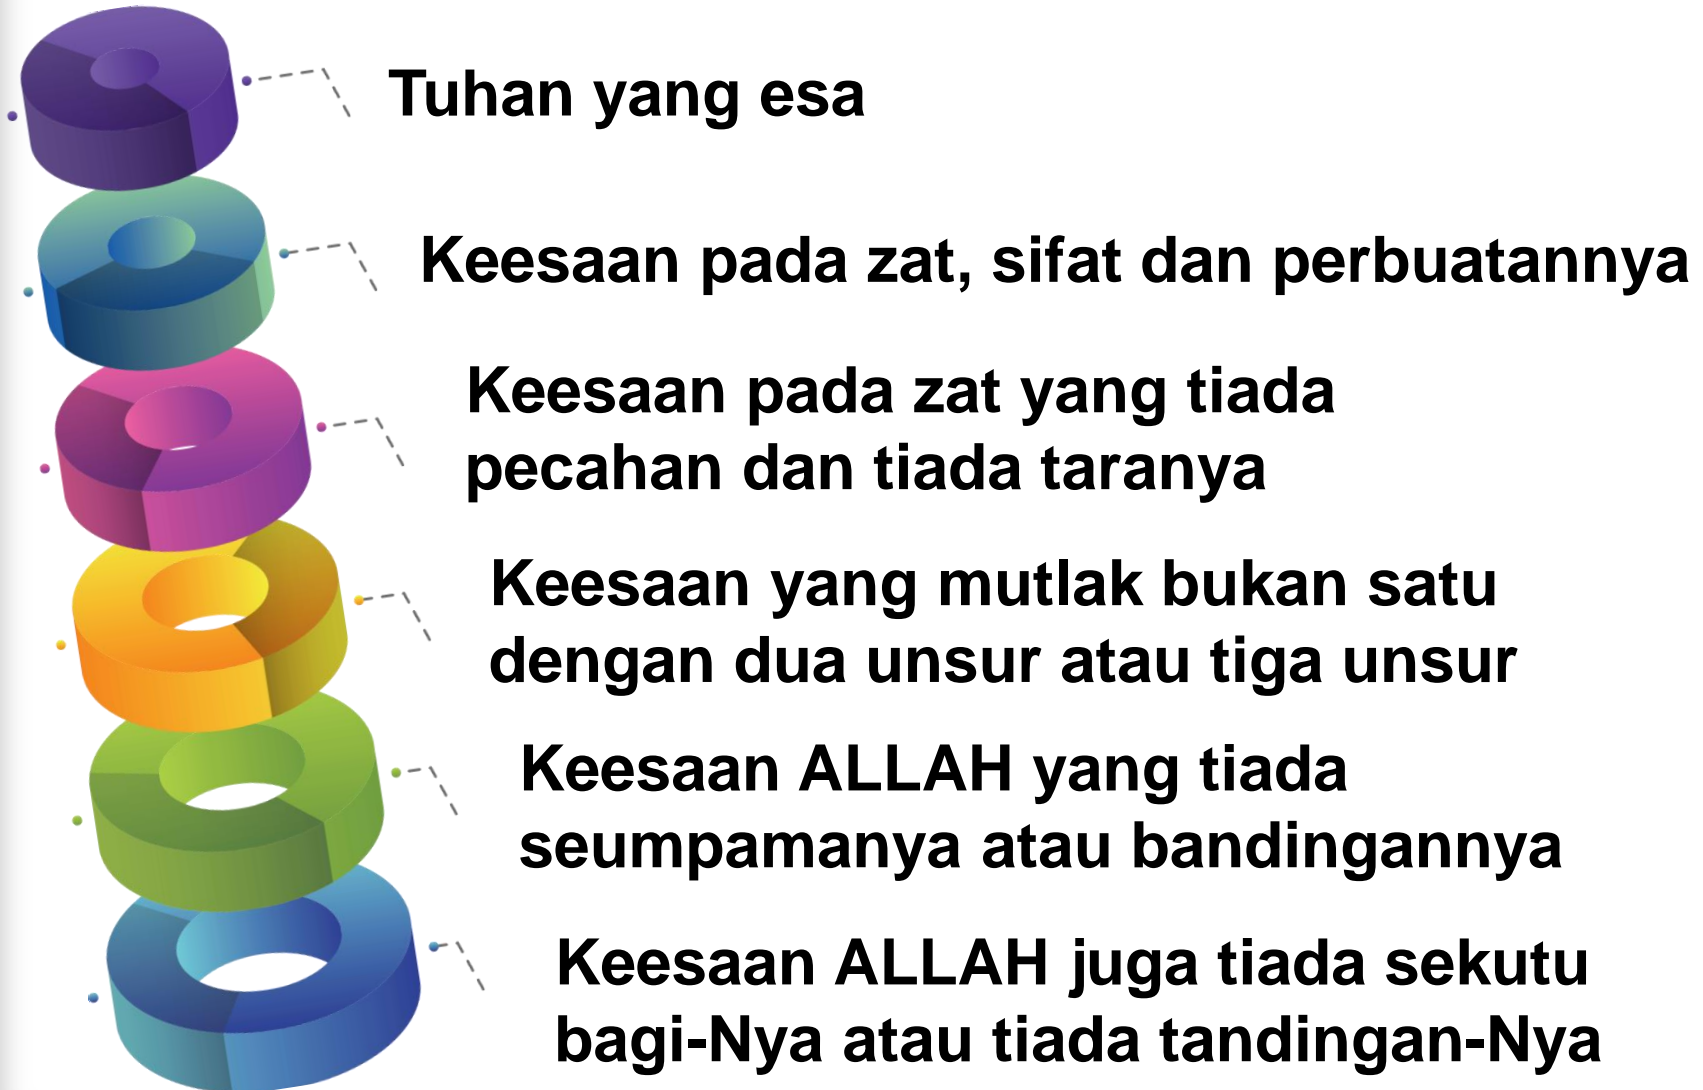 Tuhan yang esa
Keesaan pada zat, sifat dan perbuatannya
Keesaan pada zat yang tiada
pecahan dan tiada taranya
Keesaan yang mutlak bukan satu
dengan dua unsur atau tiga unsur
Keesaan ALLAH yang tiada
seumpamanya atau bandingannya
Keesaan ALLAH juga tiada sekutu
bagi-Nya atau tiada tandingan-Nya